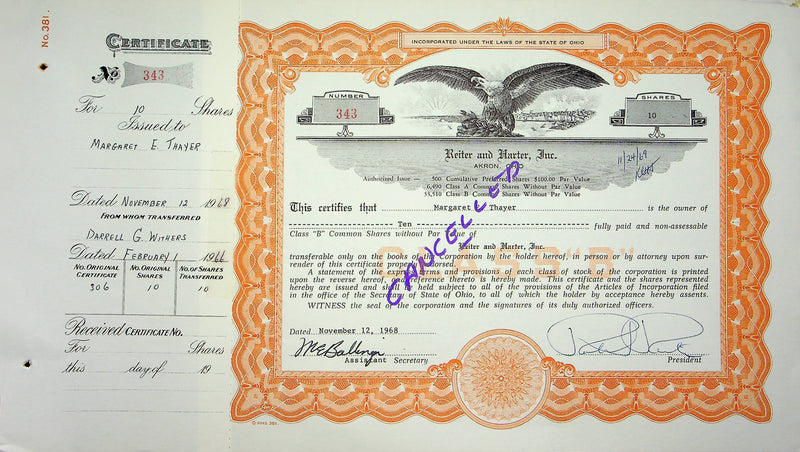 No. 381.
CERTIFICATE
No 343
For 10 Shares
Issued to
MARGARET E. THAYER
Dated NOVEMBER 12 1968
FROM WHOM TRANSFERRED
DARRELL G. WITHERS
Dated FEBRUARY 1 1966
NO. ORIGINAL CERTIFICATE NO. ORIGINAL SHARES NO. OF SHARES TRANSFERRED
306 10 10
Received CERTIFICATE NO.
For Shares
this day of 19
INCORPORATED UNDER THE LAWS OF THE STATE OF OHIO
NUMBER
343
SHARES
10
Reiter and Harter, Inc.
AKRON, OHIO
11/24/69
Authorized Issue — 500 Cumulative Preferred Shares $100.00 Par Value
6,490 Class A Common Shares Without Par Value
53,510 Class B Common Shares Without Par Value
CANCELLED
This certifies that Margaret E. Thayer is the owner of
Ten fully paid and non-assessable
Class "B" Common Shares without Par Value of
Reiter and Harter, Inc.
CLASS "B"
transferable only on the books of the corporation by the holder hereof, in person or by attorney upon surrender of this certificate properly endorsed.
A statement of the express terms of each class of stock of the corporation is printed
upon the reverse hereof, and reference thereto is hereby made. This certificate and the shares represented
hereby are issued and shall be held subject to all of the provisions of the Articles of Incorporation filed
in the office of the Secretary of State of Ohio, to all of which the holder by acceptance hereby assents.
WITNESS the seal of the corporation and the signatures of its duly authorized officers.
Dated November 12, 1968
Assistant Secretary
President
© GOES 381